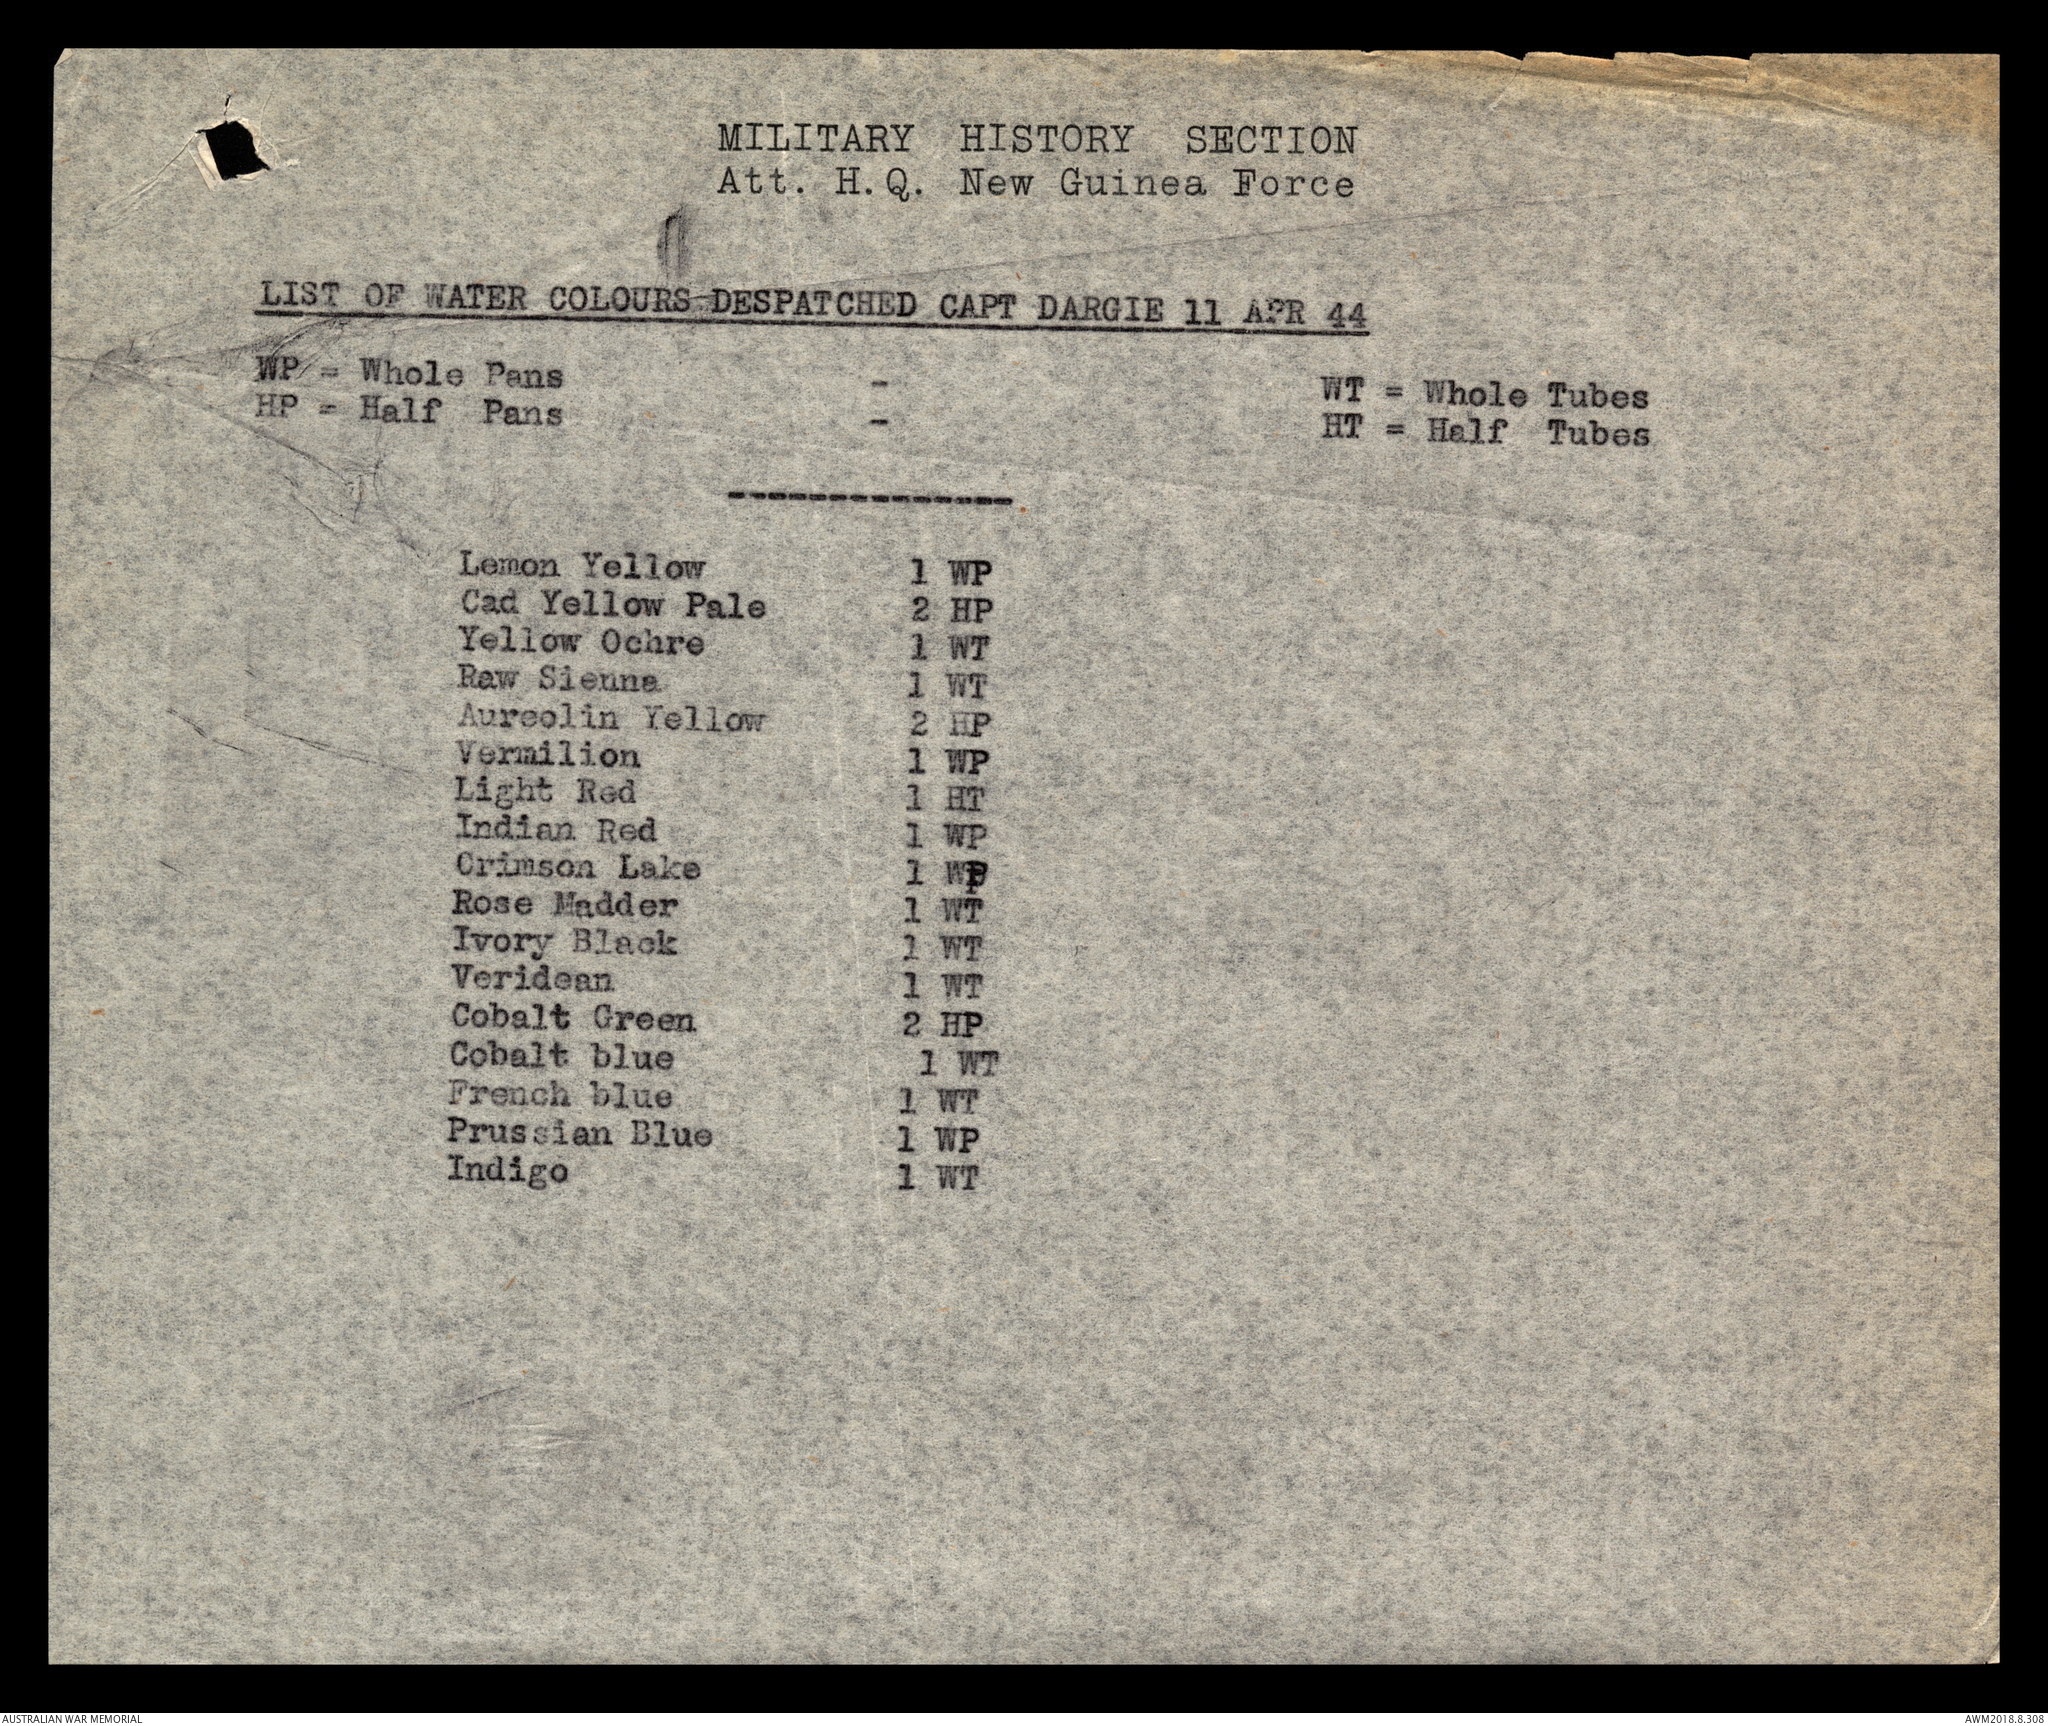 MILITARY HISTORY SECTION
Att. H.Q. New Guinea Force
LIST OF WATER COLOURS DESPATCHED CAPT DARGIE 11 APR 44
WP = Whole Pans - WT = Whole Tubes
HP = Half Pans - HT = Half Tubes
---------------
Lemon Yellow 1 WP
Cad Yellow Pale 2 HP
Yellow Ochre 1 WT
Raw Sienna 1 WT
Aureolin Yellow 2 HP
Vermilion 1 WP
Light Red 1 HT
Indian Red 1 WP
Crimson Lake 1 WP
Rose Madder 1 WT
Ivory Black 1 WT
Veridean 1 WT
Cobalt Green 2 HP
Cobalt blue 1 WT
French blue 1 WT
Prussian Blue 1 WP
Indigo 1 WT
AUSTRALIAN WAR MEMORIAL AWM2018.8.308